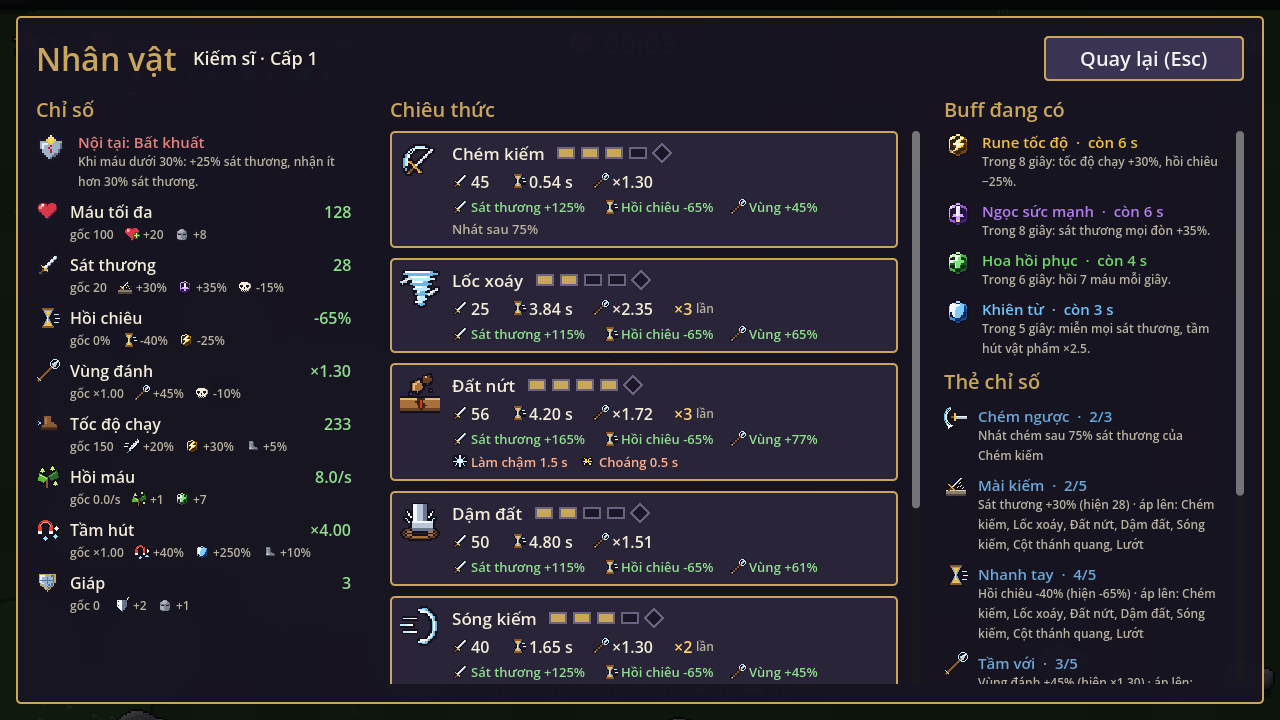 Nhân vật
Kiếm sĩ · Cấp 1
Quay lại (Esc)
Chỉ số
Nội tại: Bất khuất
Khi máu dưới 30%: +25% sát thương, nhận ít
hơn 30% sát thương.
Máu tối đa 128
gốc 100 +20 +8
Sát thương 28
gốc 20 +30% +35% -15%
Hồi chiêu -65%
gốc 0% -40% -25%
Vùng đánh ×1.30
gốc ×1.00 +45% -10%
Tốc độ chạy 233
gốc 150 +20% +30% +5%
Hồi máu 8.0/s
gốc 0.0/s +1 +7
Tầm hút ×4.00
gốc ×1.00 +40% +250% +10%
Giáp 3
gốc 0 +2 +1
Chiêu thức
Chém kiếm
45 0.54 s ×1.30
Sát thương +125% Hồi chiêu -65% Vùng +45%
Nhát sau 75%
Lốc xoáy
25 3.84 s ×2.35 ×3 lần
Sát thương +115% Hồi chiêu -65% Vùng +65%
Đất nứt
56 4.20 s ×1.72 ×3 lần
Sát thương +165% Hồi chiêu -65% Vùng +77%
Làm chậm 1.5 s Choáng 0.5 s
Dậm đất
50 4.80 s ×1.51
Sát thương +115% Hồi chiêu -65% Vùng +61%
Sóng kiếm
40 1.65 s ×1.30 ×2 lần
Sát thương +125% Hồi chiêu -65% Vùng +45%
Buff đang có
Rune tốc độ · còn 6 s
Trong 8 giây: tốc độ chạy +30%, hồi chiêu
−25%.
Ngọc sức mạnh · còn 6 s
Trong 8 giây: sát thương mọi đòn +35%.
Hoa hồi phục · còn 4 s
Trong 6 giây: hồi 7 máu mỗi giây.
Khiên từ · còn 3 s
Trong 5 giây: miễn mọi sát thương, tầm
hút vật phẩm ×2.5.
Thẻ chỉ số
Chém ngược · 2/3
Nhát chém sau 75% sát thương của
Chém kiếm
Mài kiếm · 2/5
Sát thương +30% (hiện 28) · áp lên: Chém
kiếm, Lốc xoáy, Đất nứt, Dậm đất, Sóng
kiếm, Cột thánh quang, Lướt
Nhanh tay · 4/5
Hồi chiêu -40% (hiện -65%) · áp lên: Chém
kiếm, Lốc xoáy, Đất nứt, Dậm đất, Sóng
kiếm, Cột thánh quang, Lướt
Tầm với · 3/5
Vùng đánh +45% (hiện ×1.30) · áp lên: